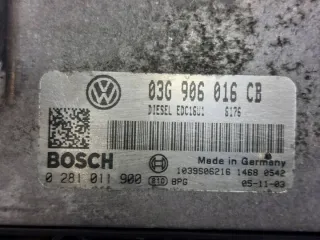 03G 906 016 CB
DIESEL EDC16U1 6176
BOSCH
Made in Germany
1039S06216 1468 0542
0 281 011 900
BPG
05-11-03